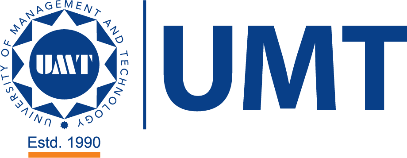 UNIVERSITY OF MANAGEMENT AND TECHNOLOGY
UMT
Estd. 1990
UMT